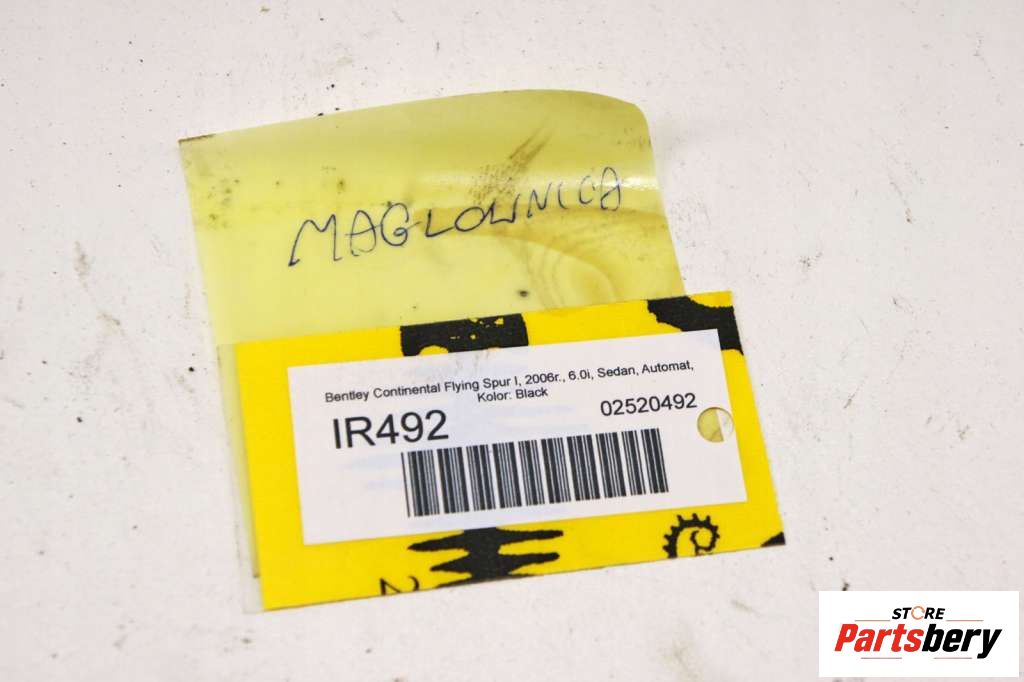 MAGLOWNICA
Bentley Continental Flying Spur I, 2006r., 6.0i, Sedan, Automat,
Kolor: Black
IR492
02520492
STORE
Partsbery